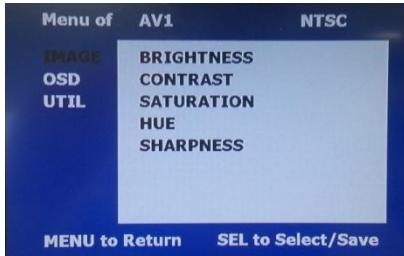 Menu of AV1 NTSC
IMAGE BRIGHTNESS
OSD CONTRAST
UTIL SATURATION
HUE
SHARPNESS
MENU to Return SEL to Select/Save